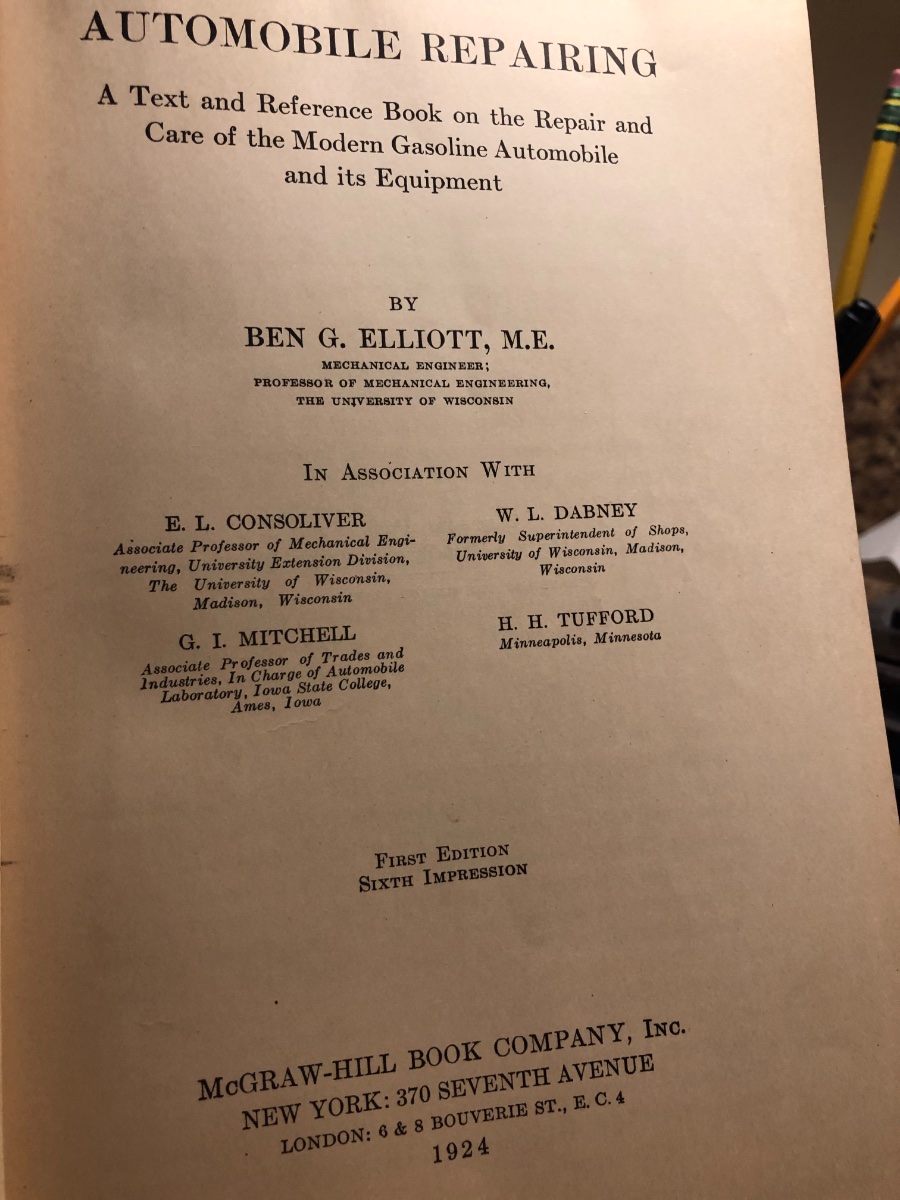 AUTOMOBILE REPAIRING
A Text and Reference Book on the Repair and
Care of the Modern Gasoline Automobile
and its Equipment
BY
BEN G. ELLIOTT, M.E.
MECHANICAL ENGINEER;
PROFESSOR OF MECHANICAL ENGINEERING,
THE UNIVERSITY OF WISCONSIN
IN ASSOCIATION WITH
E. L. CONSOLIVER
Associate Professor of Mechanical Engi-
neering, University Extension Division,
The University of Wisconsin,
Madison, Wisconsin
G. I. MITCHELL
Associate Professor of Trades and
Industries, In Charge of Automobile
Laboratory, Iowa State College,
Ames, Iowa
W. L. DABNEY
Formerly Superintendent of Shops,
University of Wisconsin, Madison,
Wisconsin
H. H. TUFFORD
Minneapolis, Minnesota
FIRST EDITION
SIXTH IMPRESSION
McGRAW-HILL BOOK COMPANY, INC.
NEW YORK: 370 SEVENTH AVENUE
LONDON: 6 & 8 BOUVERIE ST., E. C. 4
1924